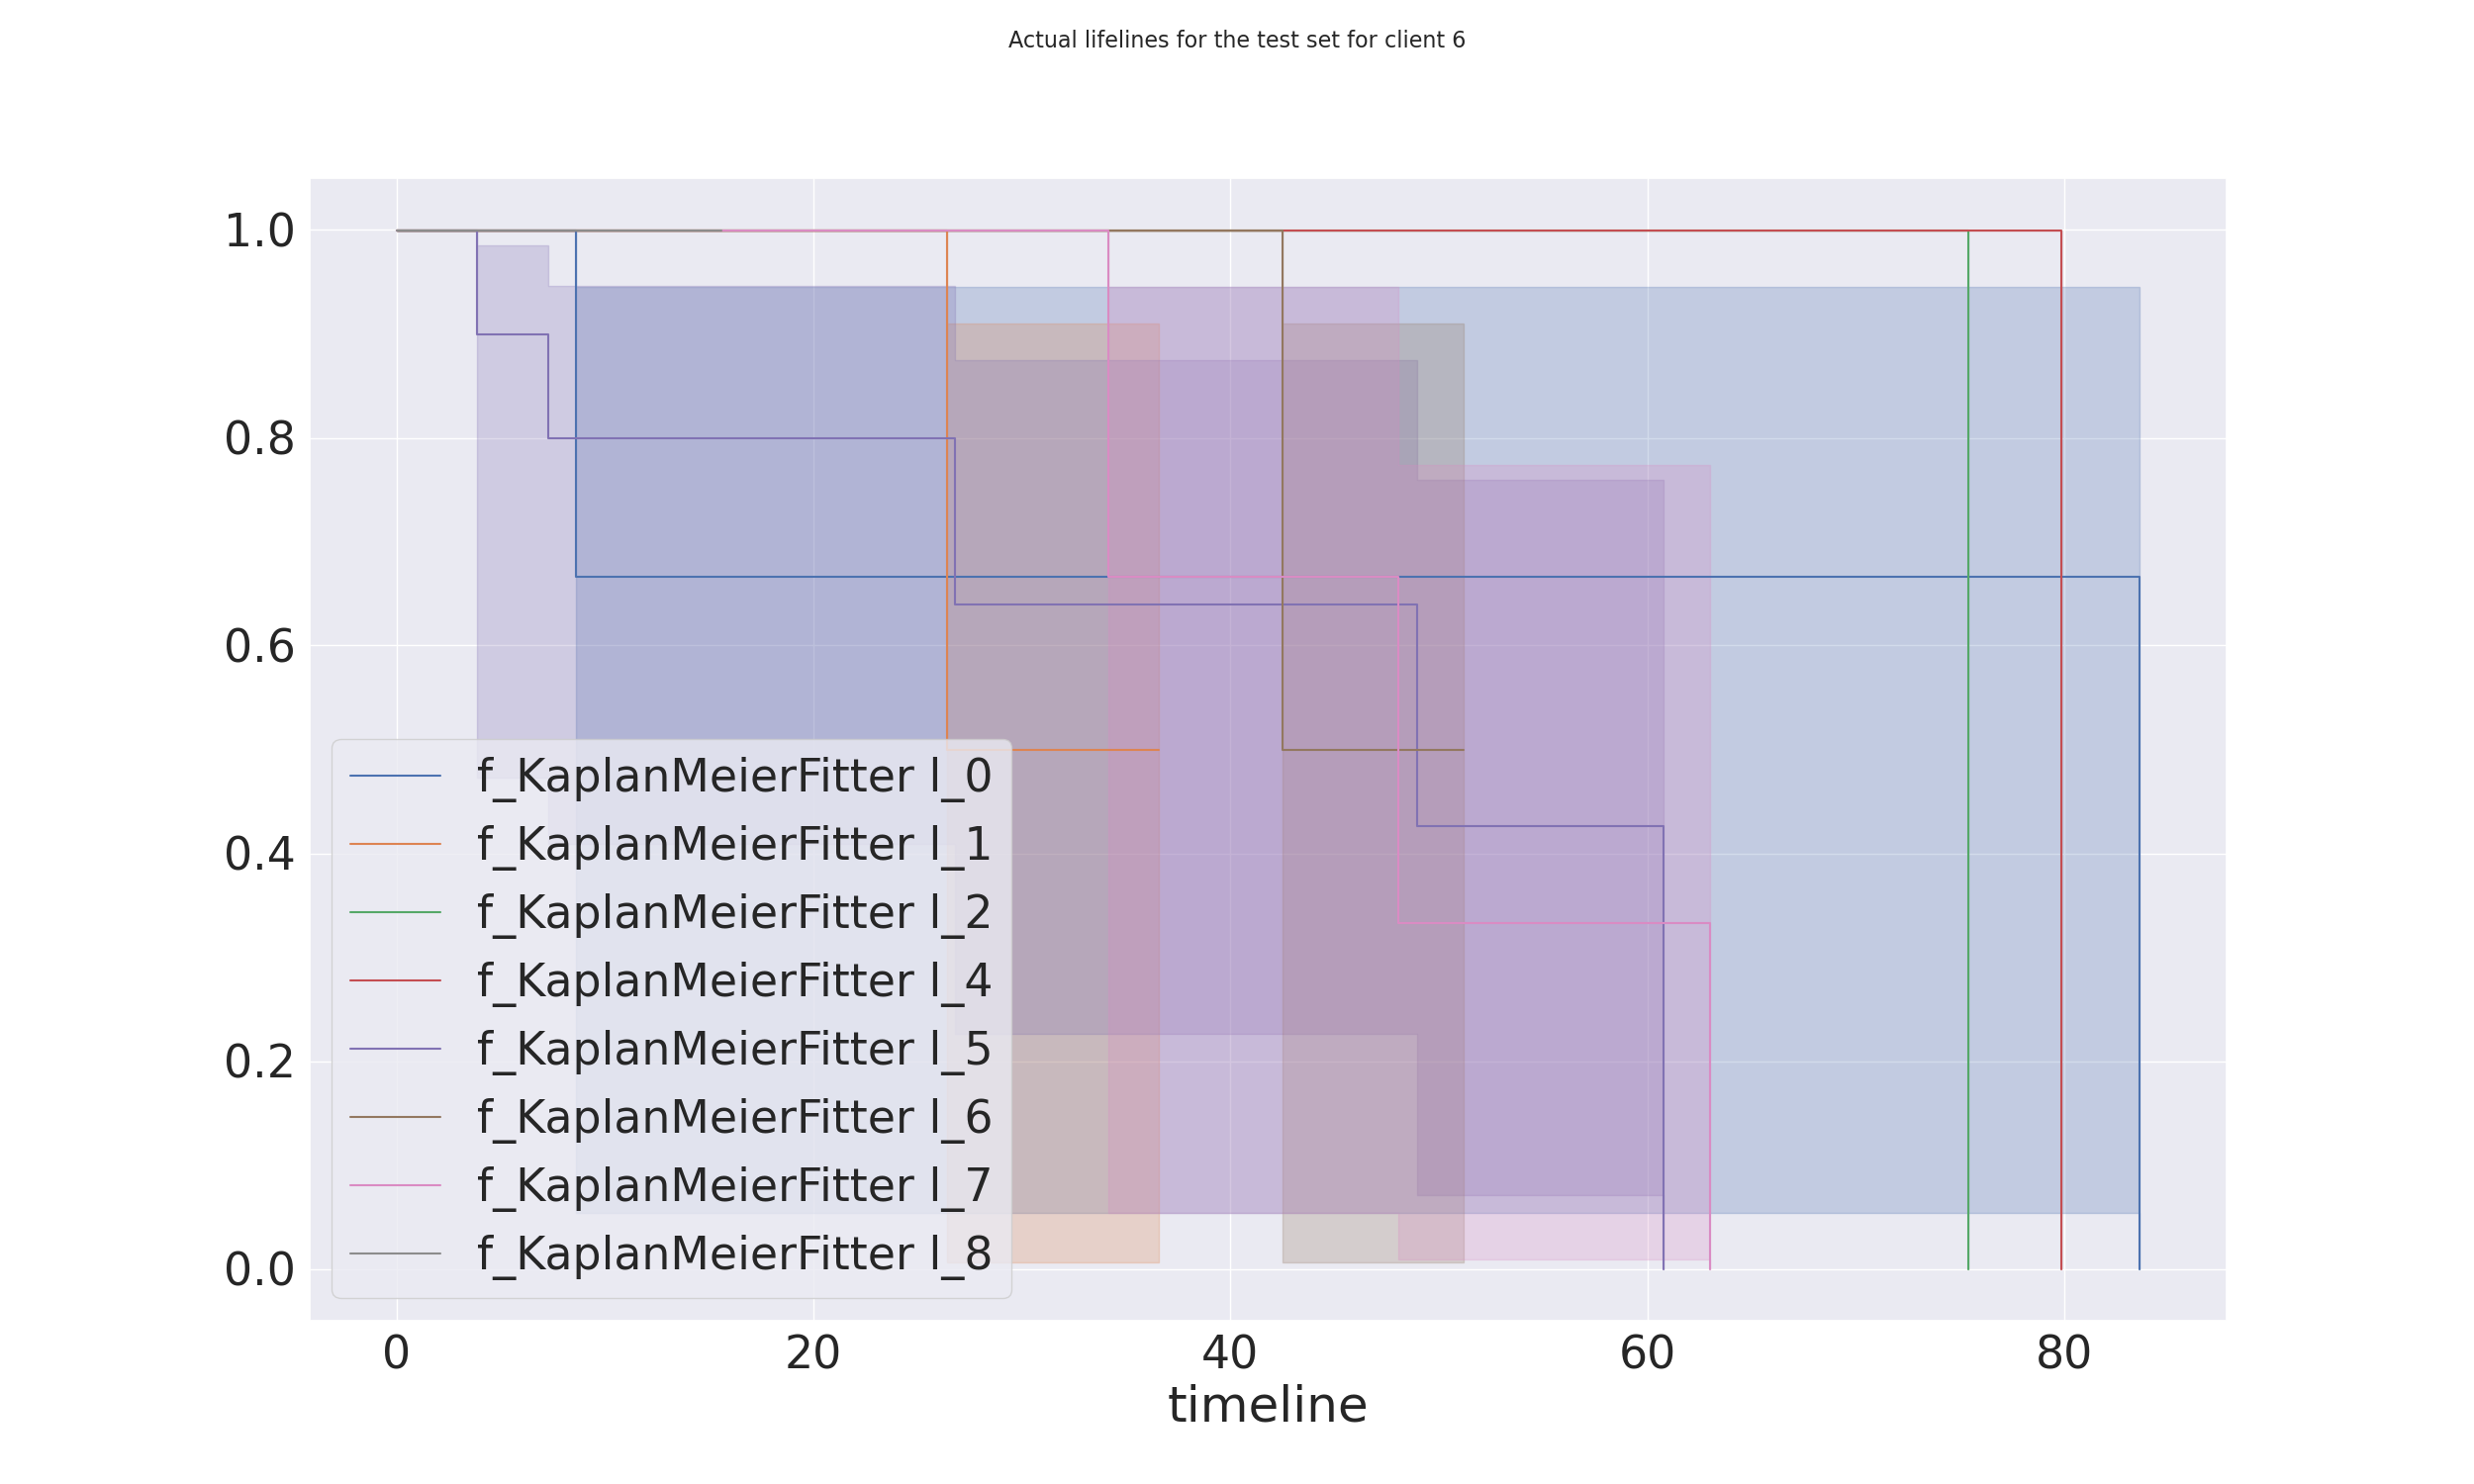 Actual lifelines for the test set for client 6
1.0
0.8
0.6
0.4
0.2
0.0
f_KaplanMeierFitter l_0
f_KaplanMeierFitter l_1
f_KaplanMeierFitter l_2
f_KaplanMeierFitter l_4
f_KaplanMeierFitter l_5
f_KaplanMeierFitter l_6
f_KaplanMeierFitter l_7
f_KaplanMeierFitter l_8
0 20 40 60 80
timeline